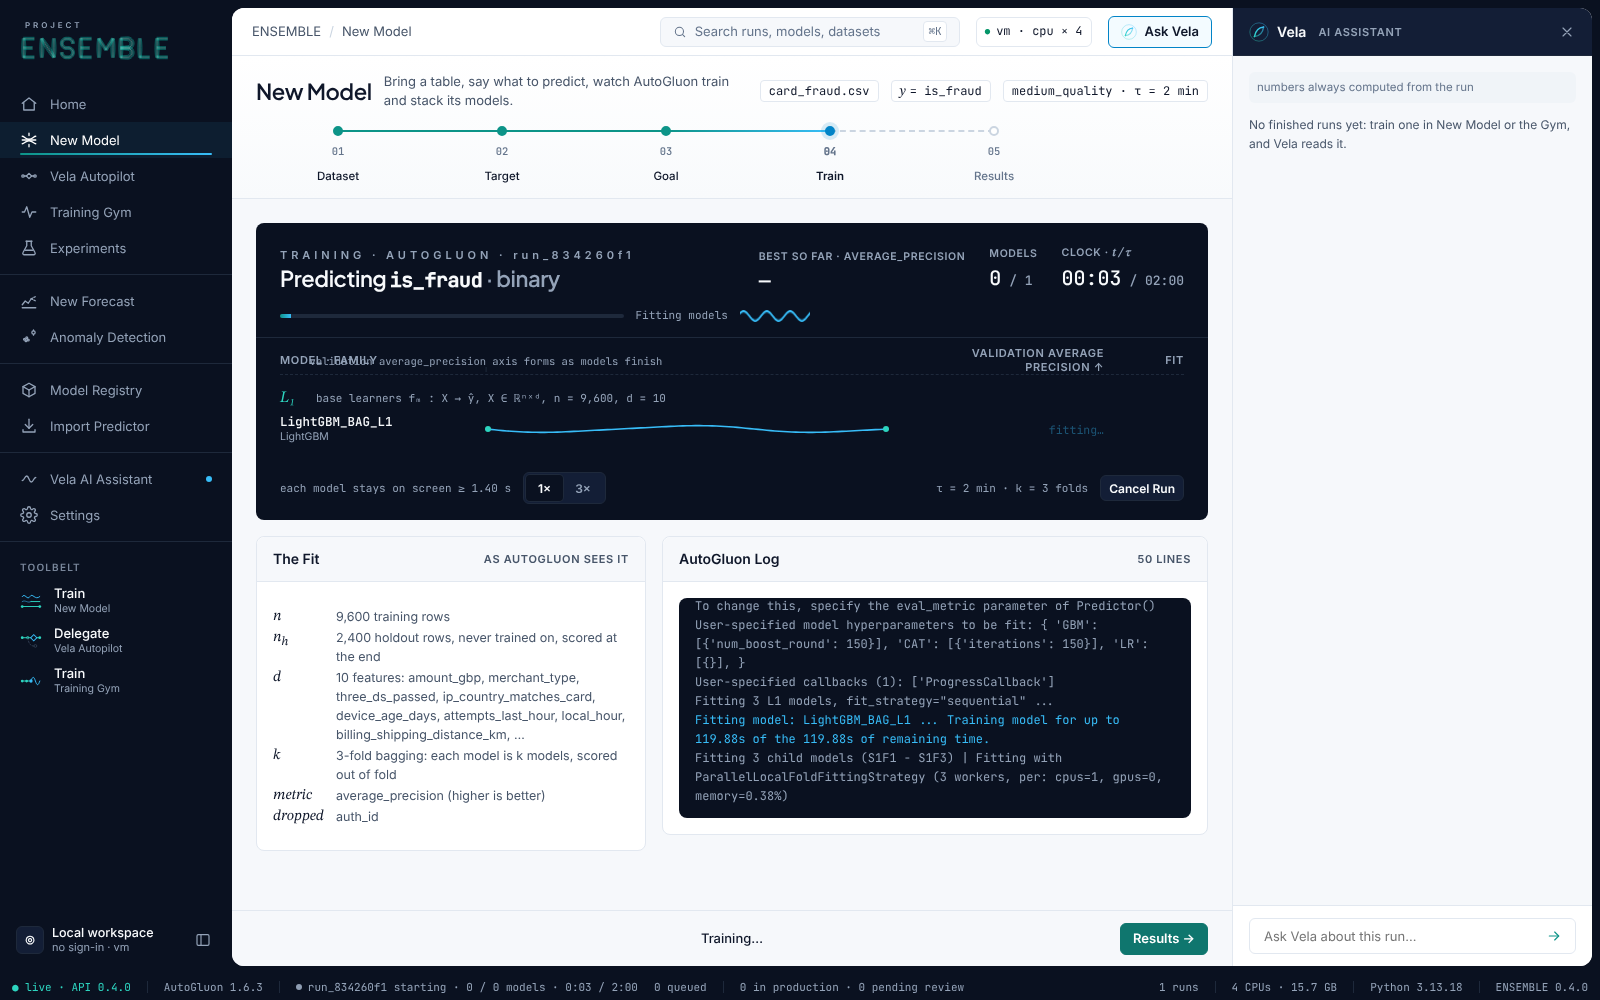 PROJECT
ENSEMBLE
Home
New Model
Vela Autopilot
Training Gym
Experiments
New Forecast
Anomaly Detection
Model Registry
Import Predictor
Vela AI Assistant
Settings
TOOLBELT
Train
New Model
Delegate
Vela Autopilot
Train
Training Gym
Local workspace
no sign-in · vm
ENSEMBLE / New Model
Search runs, models, datasets ⌘K
vm · cpu × 4
Ask Vela
New Model
Bring a table, say what to predict, watch AutoGluon train
and stack its models.
card_fraud.csv
y = is_fraud
medium_quality · τ = 2 min
01 02 03 04 05
Dataset Target Goal Train Results
TRAINING · AUTOGLUON · run_834260f1
Predicting is_fraud · binary
BEST SO FAR · AVERAGE_PRECISION
—
MODELS
0 / 1
CLOCK · t/τ
00:03 / 02:00
Fitting models
MODEL · FAMILY
validation average_precision axis forms as models finish
VALIDATION AVERAGE
PRECISION ↑
FIT
L₁ base learners fₘ : X → ŷ, X ∈ ℝⁿˣᵈ, n = 9,600, d = 10
LightGBM_BAG_L1
LightGBM
fitting…
each model stays on screen ≥ 1.40 s 1× 3×
τ = 2 min · k = 3 folds Cancel Run
The Fit AS AUTOGLUON SEES IT
n 9,600 training rows
nₕ 2,400 holdout rows, never trained on, scored at
the end
d 10 features: amount_gbp, merchant_type,
three_ds_passed, ip_country_matches_card,
device_age_days, attempts_last_hour, local_hour,
billing_shipping_distance_km, …
k 3-fold bagging: each model is k models, scored
out of fold
metric average_precision (higher is better)
dropped auth_id
AutoGluon Log 50 LINES
To change this, specify the eval_metric parameter of Predictor()
User-specified model hyperparameters to be fit: { 'GBM':
[{'num_boost_round': 150}], 'CAT': [{'iterations': 150}], 'LR':
[{}], }
User-specified callbacks (1): ['ProgressCallback']
Fitting 3 L1 models, fit_strategy="sequential" ...
Fitting model: LightGBM_BAG_L1 ... Training model for up to
119.88s of the 119.88s of remaining time.
Fitting 3 child models (S1F1 - S1F3) | Fitting with
ParallelLocalFoldFittingStrategy (3 workers, per: cpus=1, gpus=0,
memory=0.38%)
Training…
Results →
Vela AI ASSISTANT
numbers always computed from the run
No finished runs yet: train one in New Model or the Gym,
and Vela reads it.
Ask Vela about this run…
live · API 0.4.0
AutoGluon 1.6.3
run_834260f1 starting · 0 / 0 models · 0:03 / 2:00 0 queued
0 in production · 0 pending review
1 runs
4 CPUs · 15.7 GB
Python 3.13.18
ENSEMBLE 0.4.0